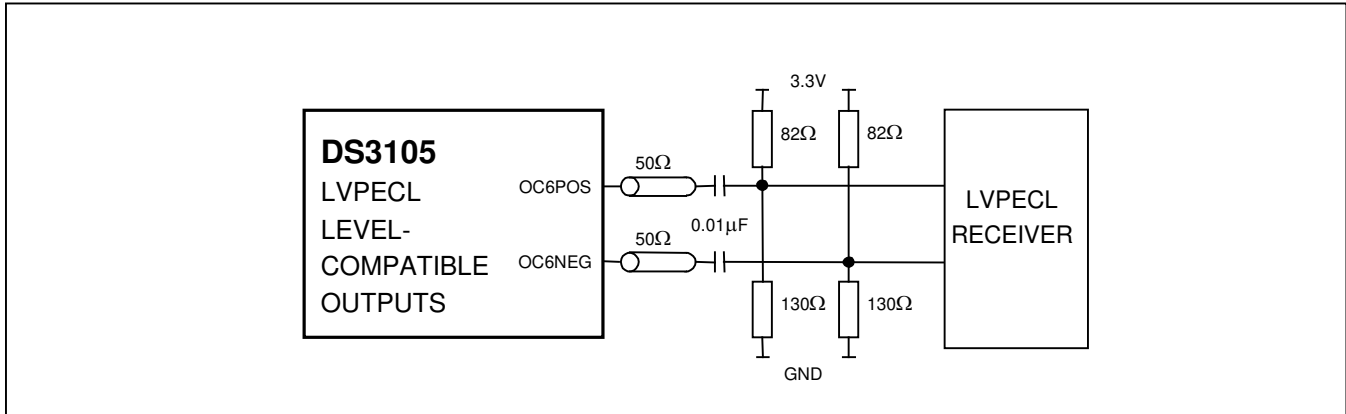 3.3V
82Ω
82Ω
DS3105
LVPECL
LEVEL-
COMPATIBLE
OUTPUTS
OC6POS
OC6NEG
50Ω
50Ω
0.01μF
130Ω
130Ω
GND
LVPECL
RECEIVER